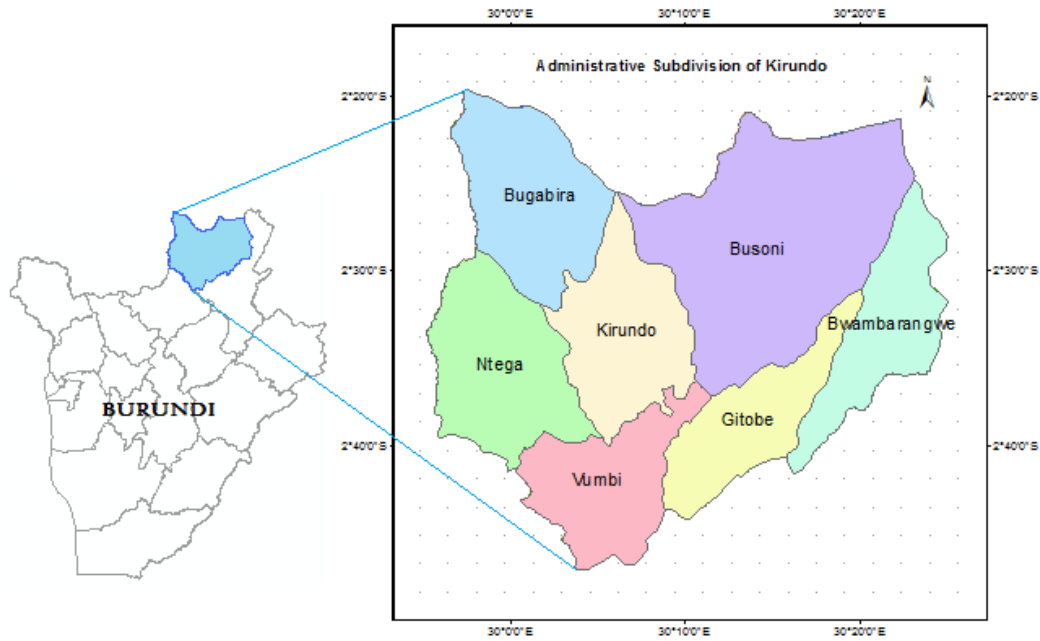 30°0'0"E 30°10'0"E 30°20'0"E
Administrative Subdivision of Kirundo
N
2°20'0"S 2°20'0"S
Bugabira
Busoni
2°30'0"S 2°30'0"S
Kirundo
Bwambarangwe
Ntega
BURUNDI
Gitobe
2°40'0"S 2°40'0"S
Vumbi
30°0'0"E 30°10'0"E 30°20'0"E